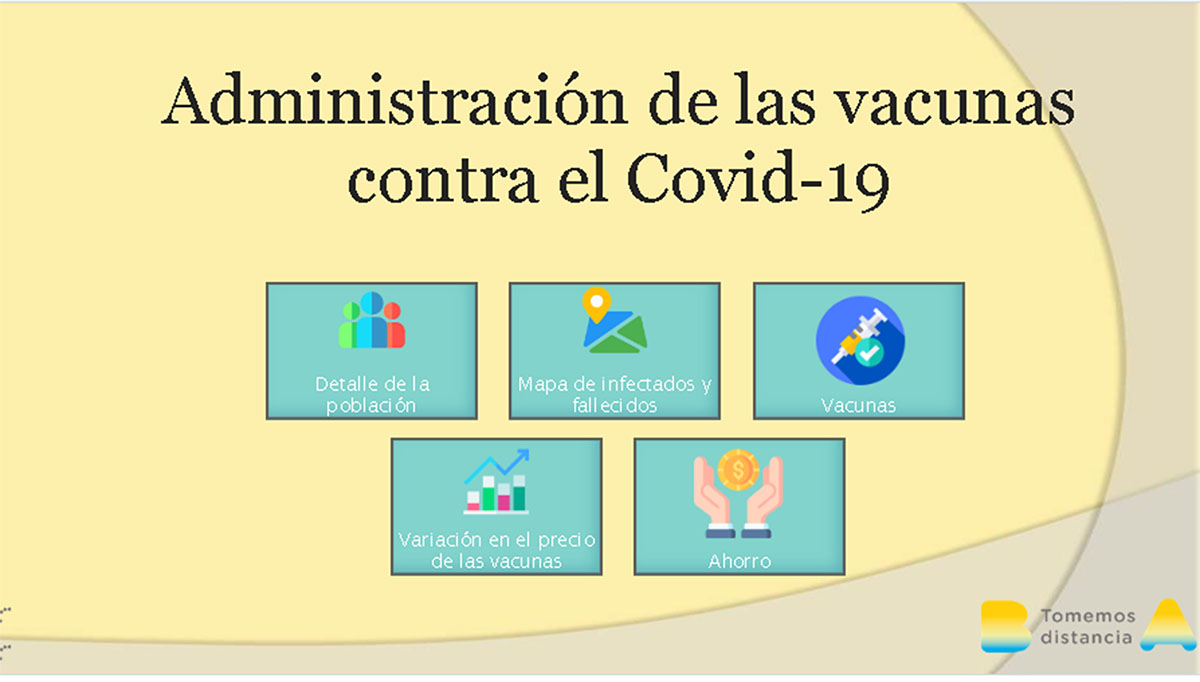 Administración de las vacunas
contra el Covid-19
Detalle de la
población
Mapa de infectados y
fallecidos
Vacunas
Variación en el precio
de las vacunas
Ahorro
B Tomemos A
distancia